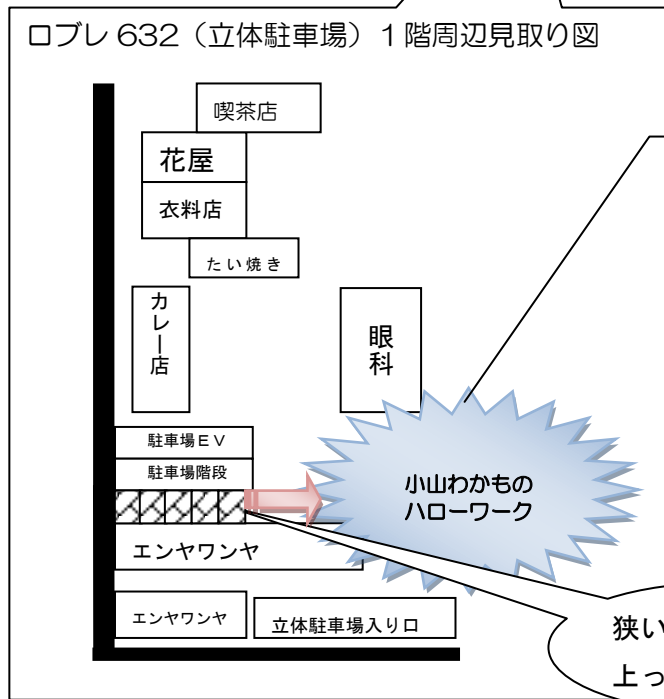 ロブレ632（立体駐車場）1階周辺見取り図
喫茶店
花屋
衣料店
たい焼き
カレー店
眼科
駐車場EV
駐車場階段
小山わかもの
ハローワーク
エンヤワンヤ
エンヤワンヤ
立体駐車場入り口
狭い
上っ